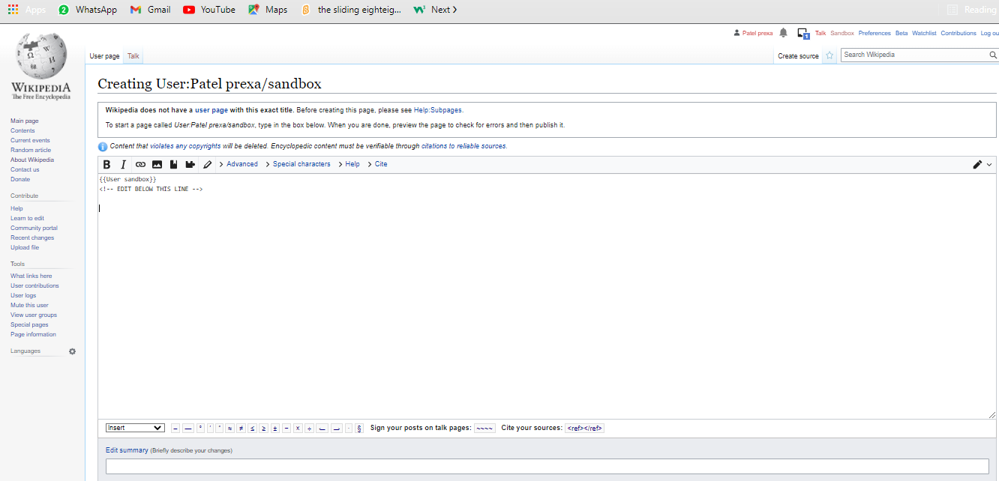 Apps WhatsApp Gmail YouTube Maps the sliding eighteig... Next Reading
2
Patel prexa 1 Talk Sandbox Preferences Beta Watchlist Contributions Log ou
User page Talk Create source Search Wikipedia
WIKIPEDIA
The Free Encyclopedia
Creating User:Patel prexa/sandbox
Wikipedia does not have a user page with this exact title. Before creating this page, please see Help:Subpages.
To start a page called User:Patel prexa/sandbox, type in the box below. When you are done, preview the page to check for errors and then publish it.
Content that violates any copyrights will be deleted. Encyclopedic content must be verifiable through citations to reliable sources.
B I Advanced Special characters Help Cite
{{User sandbox}}
<!-- EDIT BELOW THIS LINE -->
Main page
Contents
Current events
Random article
About Wikipedia
Contact us
Donate
Contribute
Help
Learn to edit
Community portal
Recent changes
Upload file
Tools
What links here
User contributions
User logs
Mute this user
View user groups
Special pages
Page information
Languages
Insert – — ° ′ ″ ≈ ≠ ≤ ≥ ± − × ÷ ← → · § Sign your posts on talk pages: ~~~~ Cite your sources: <ref></ref>
Edit summary (Briefly describe your changes)